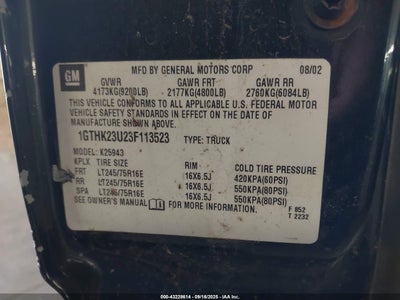 GM
MFD BY GENERAL MOTORS CORP 08/02
GVWR GAWR FRT GAWR RR
4173KG(9200LB) 2177KG(4800LB) 2760KG(6084LB)
THIS VEHICLE CONFORMS TO ALL APPLICABLE U.S. FEDERAL MOTOR
VEHICLE SAFETY STANDARDS IN EFFECT ON THE DATE OF
MANUFACTURE SHOWN ABOVE.
1GTHK23U23F113523 TYPE: TRUCK
MODEL: K25943
KPLX TIRE SIZE RIM COLD TIRE PRESSURE
FRT LT245/75R16E 16X6.5J 420KPA(60PSI)
RR LT245/75R16E 16X6.5J 550KPA(80PSI)
SPA LT245/75R16E 16X6.5J 550KPA(80PSI)
SEE OWNER'S MANUAL FOR ADDITIONAL INFORMATION.
F 852
T 2232
000-43228614 - 09/16/2025 - IAA Inc.